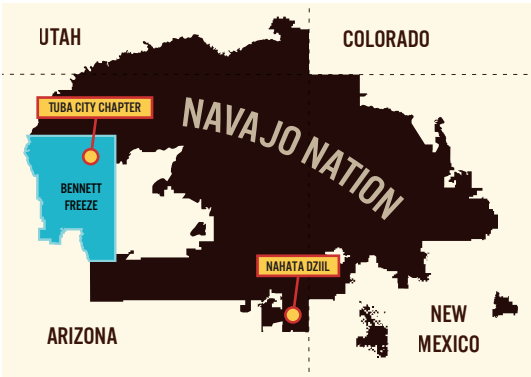 UTAH
COLORADO
TUBA CITY CHAPTER
NAVAJO NATION
BENNETT
FREEZE
NAHATA DZIIL
ARIZONA
NEW
MEXICO